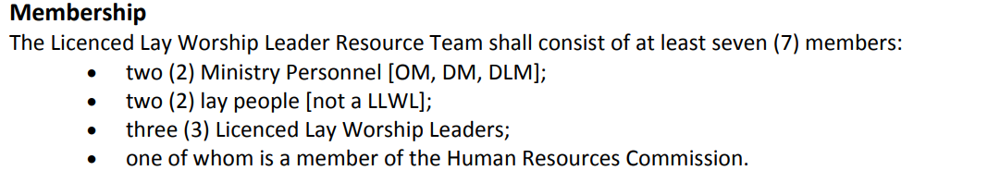 Membership
The Licenced Lay Worship Leader Resource Team shall consist of at least seven (7) members:
• two (2) Ministry Personnel [OM, DM, DLM];
• two (2) lay people [not a LLWL];
• three (3) Licenced Lay Worship Leaders;
• one of whom is a member of the Human Resources Commission.